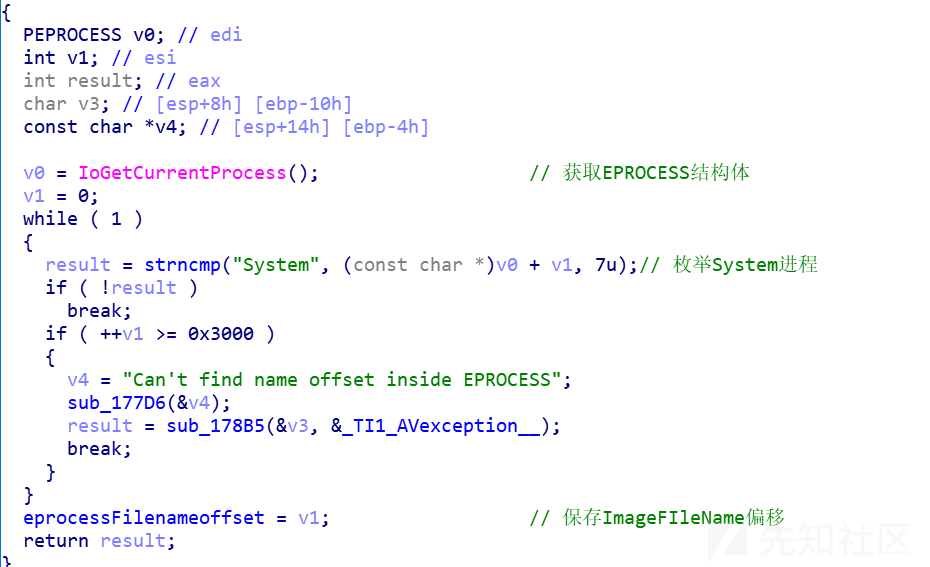 {
  PEPROCESS v0; // edi
  int v1; // esi
  int result; // eax
  char v3; // [esp+8h] [ebp-10h]
  const char *v4; // [esp+14h] [ebp-4h]

  v0 = IoGetCurrentProcess();                   // 获取EPROCESS结构体
  v1 = 0;
  while ( 1 )
  {
    result = strncmp("System", (const char *)v0 + v1, 7u);// 枚举System进程
    if ( !result )
      break;
    if ( ++v1 >= 0x3000 )
    {
      v4 = "Can't find name offset inside EPROCESS";
      sub_177D6(&v4);
      result = sub_178B5(&v3, &_TI1_AVexception__);
      break;
    }
  }
  eprocessFilenameoffset = v1;                  // 保存ImageFIleName偏移
  return result;
}
先知社区